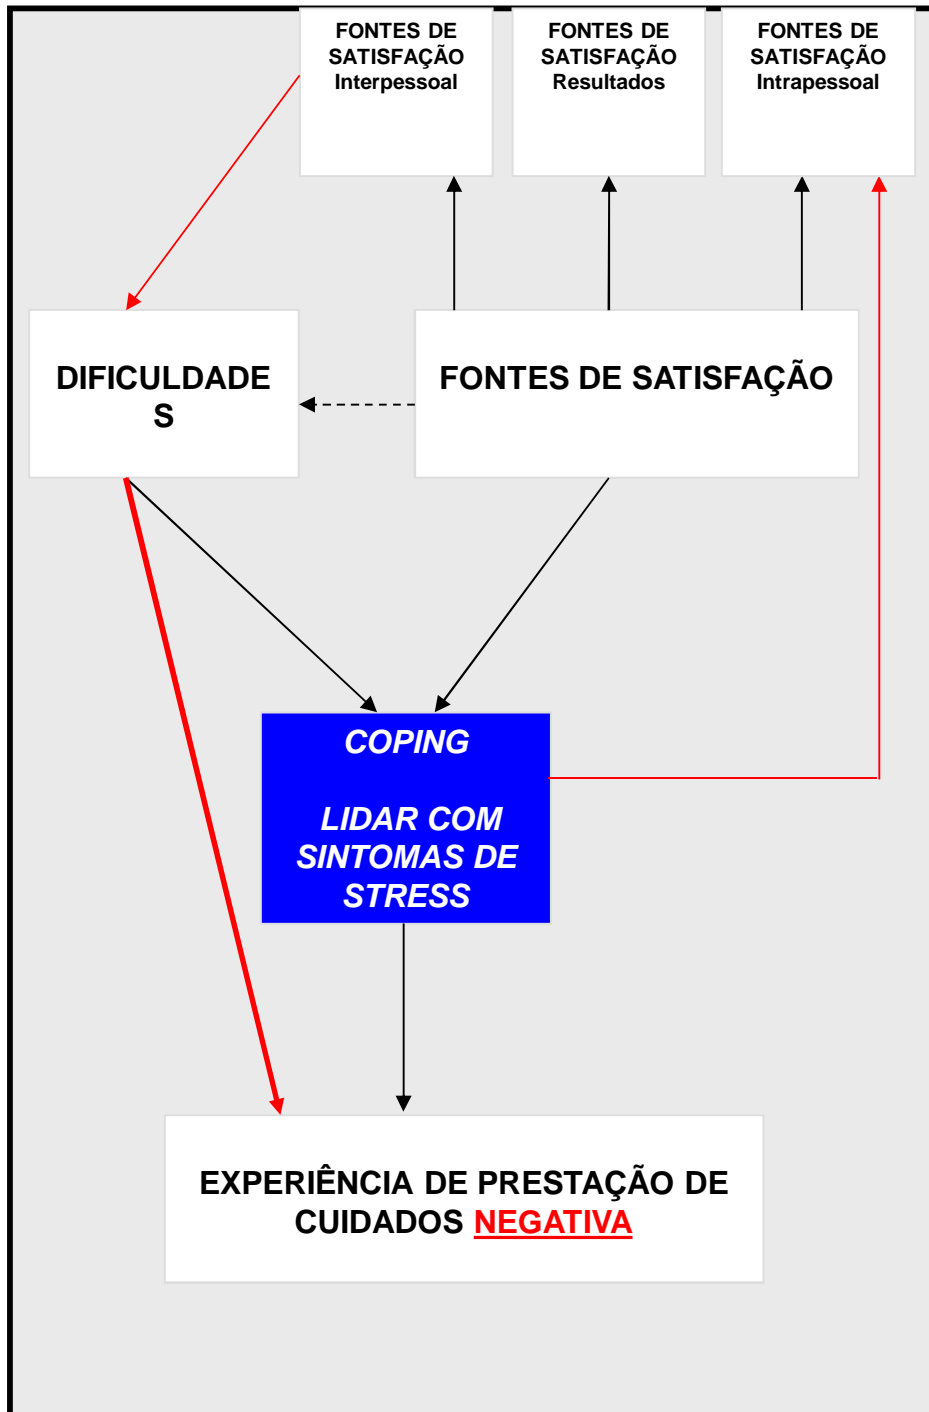 FONTES DE
SATISFAÇÃO
Interpessoal
FONTES DE
SATISFAÇÃO
Resultados
FONTES DE
SATISFAÇÃO
Intrapessoal
DIFICULDADE
S
FONTES DE SATISFAÇÃO
COPING
LIDAR COM
SINTOMAS DE
STRESS
EXPERIÊNCIA DE PRESTAÇÃO DE
CUIDADOS NEGATIVA